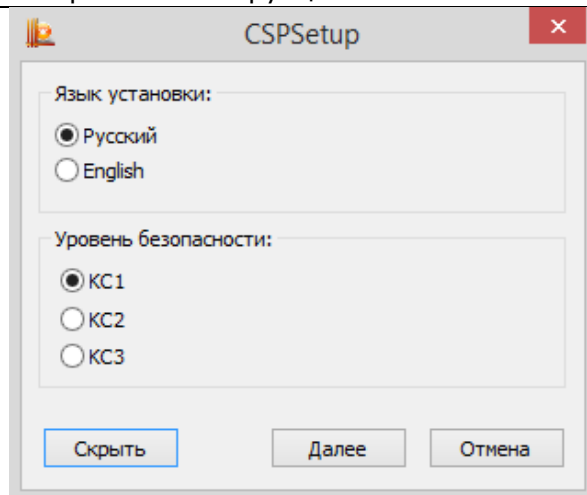 CSPSetup
Язык установки:
Русский
English
Уровень безопасности:
КС1
КС2
КС3
Скрыть Далее Отмена